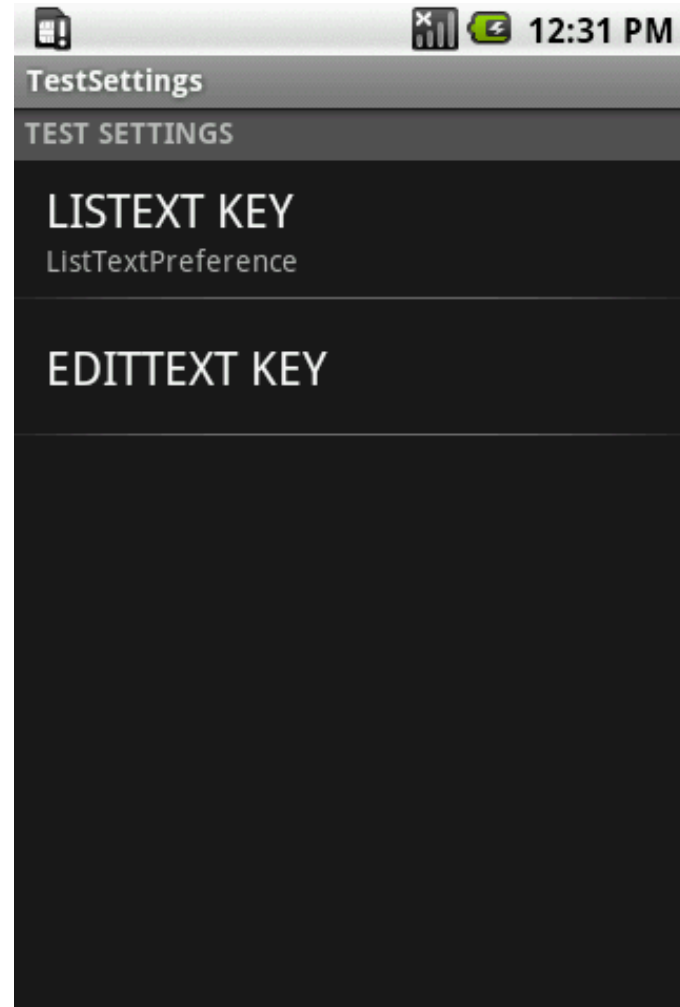 12:31 PM
TestSettings
TEST SETTINGS
LISTEXT KEY
ListTextPreference
EDITTEXT KEY